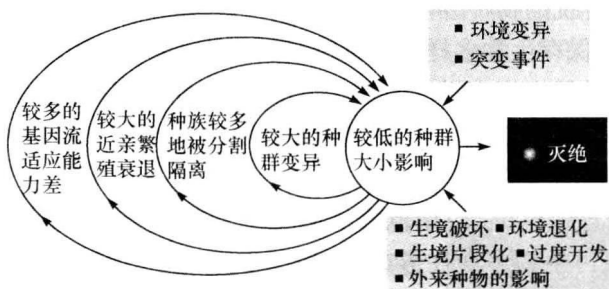 ■ 环境变异
■ 突变事件
较多的
基因流
适应能
力差
较大的
近亲繁
殖衰退
种族较多
地被分割
隔离
较大的种
群变异
较低的种群
大小影响
灭绝
■ 生境破坏 ■ 环境退化
■ 生境片段化 ■ 过度开发
■ 外来种物的影响